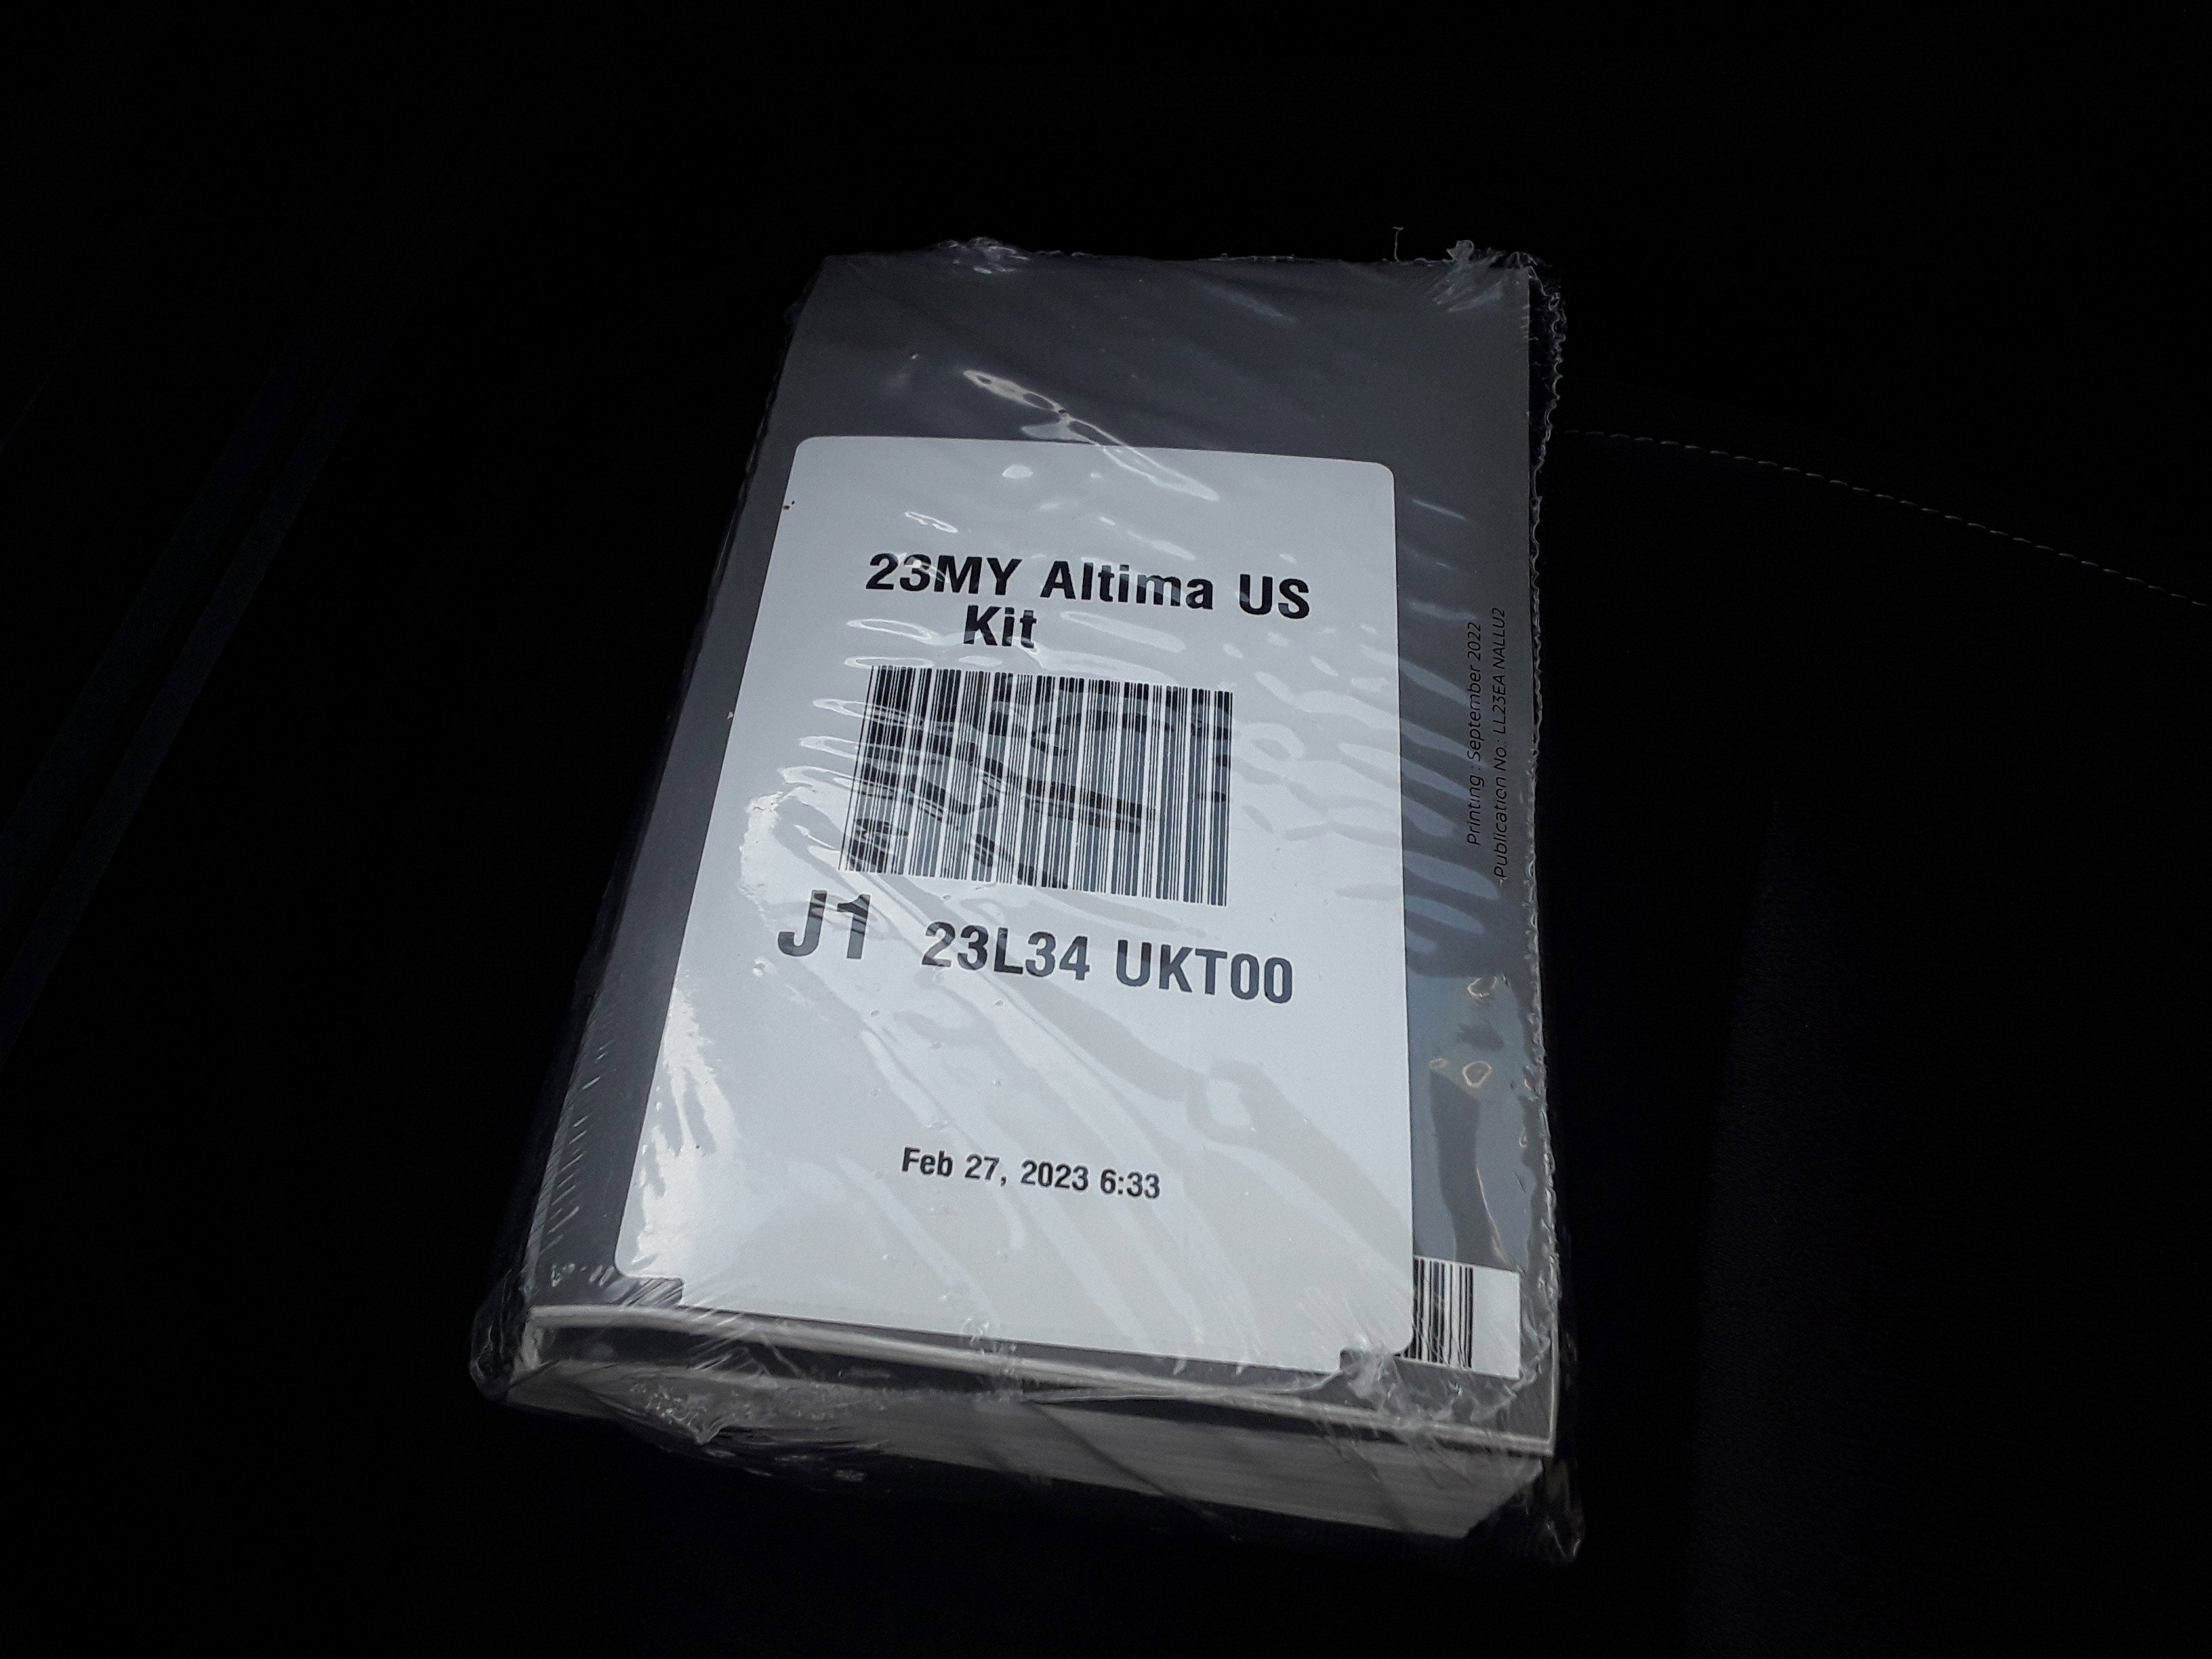 23MY Altima US
Kit
J1 23L34 UKT00
Feb 27, 2023 6:33
Printing : September 2022
Publication No.: LL23EA NALLU2